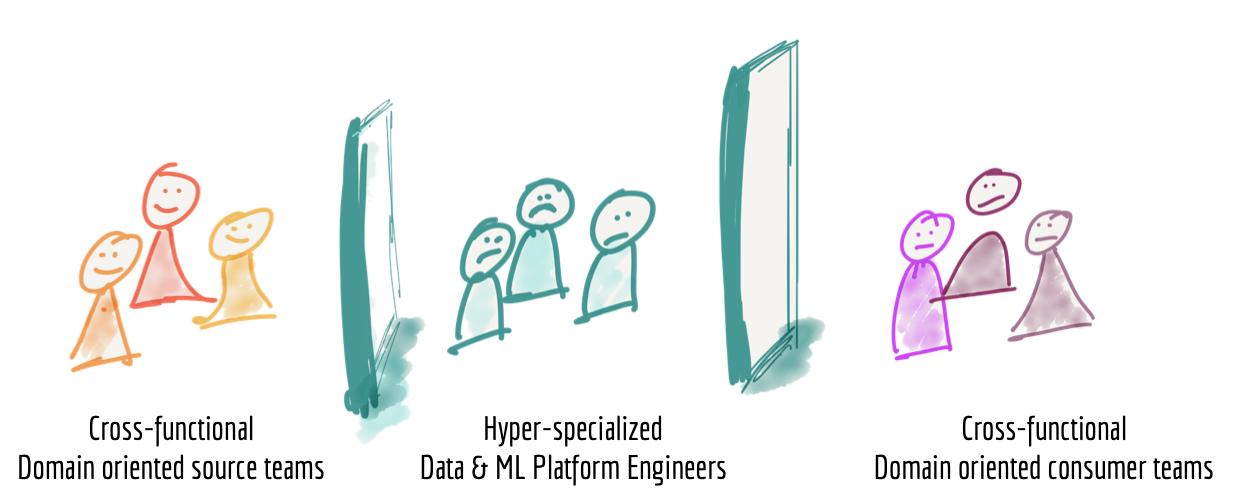 Cross-functional
Domain oriented source teams
Hyper-specialized
Data & ML Platform Engineers
Cross-functional
Domain oriented consumer teams